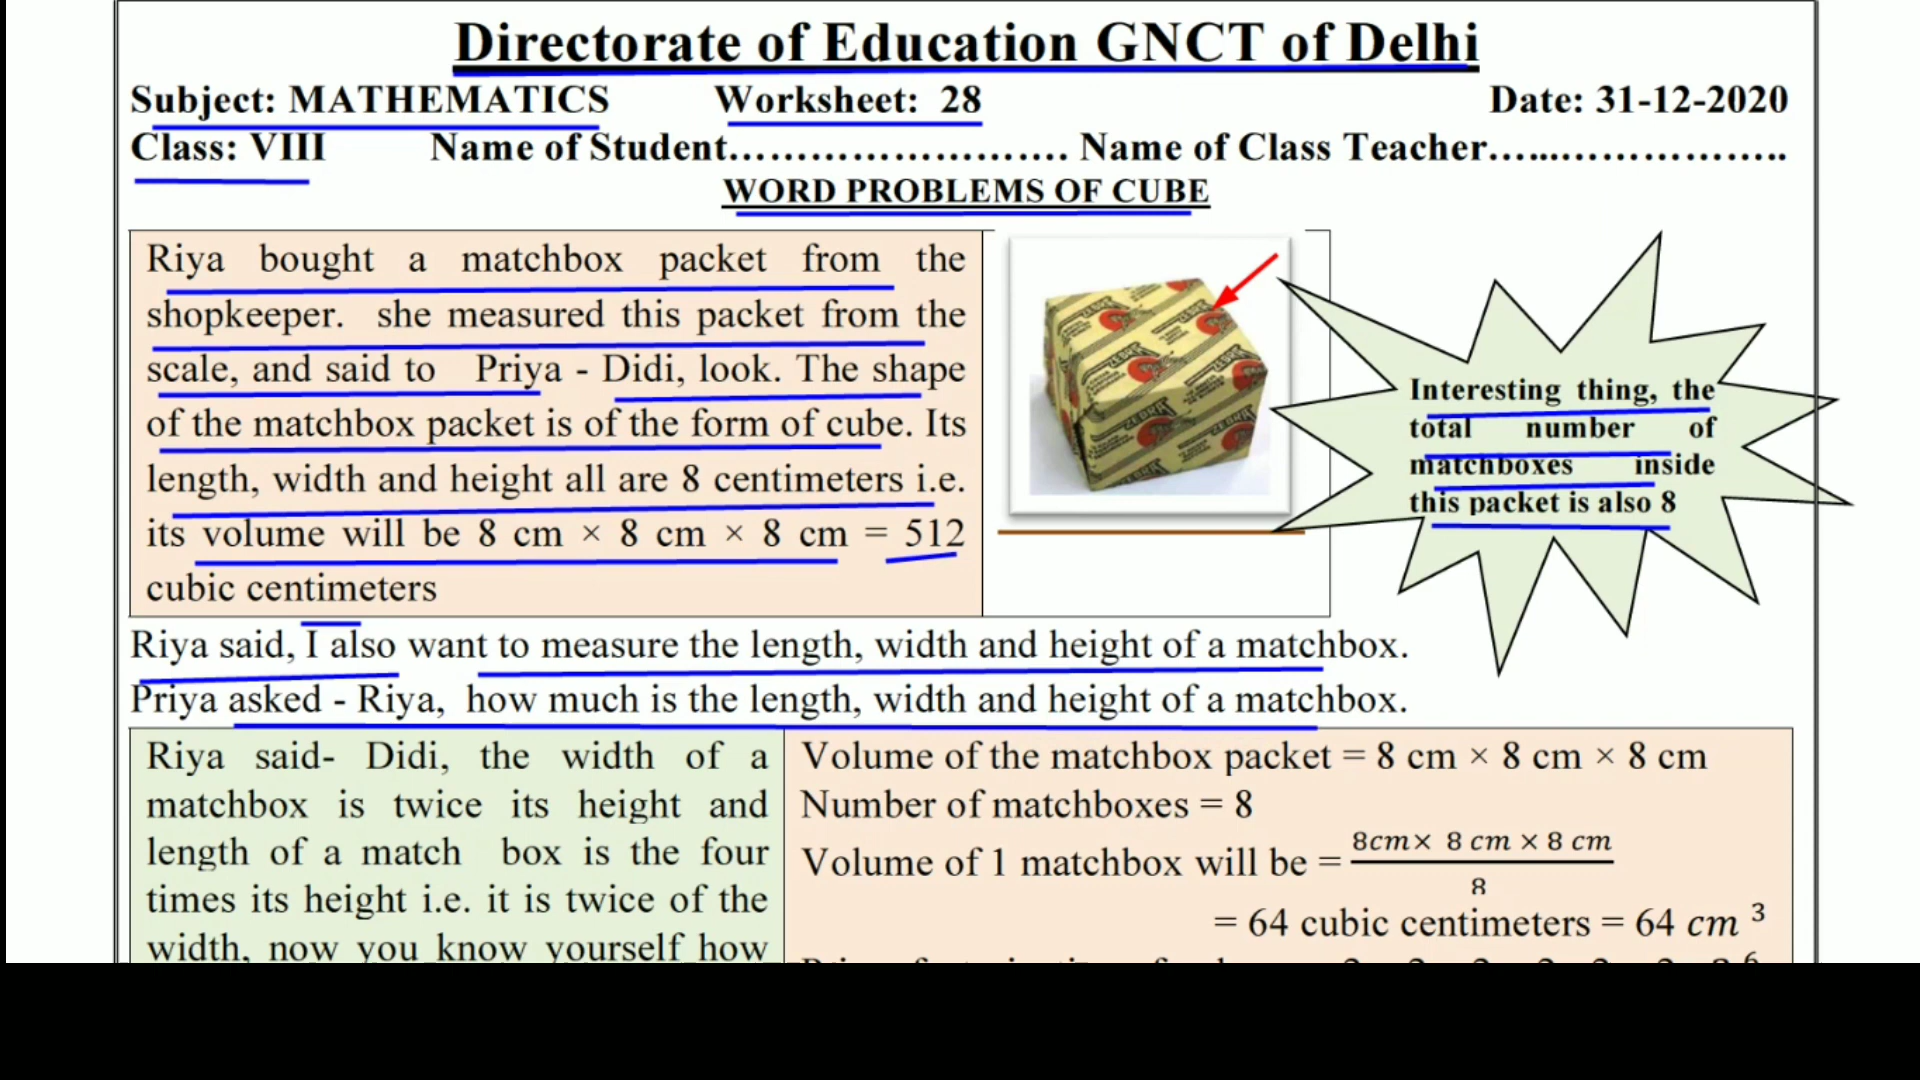 Directorate of Education GNCT of Delhi
Subject: MATHEMATICS Worksheet: 28 Date: 31-12-2020
Class: VIII Name of Student……………………. Name of Class Teacher…...……………..
WORD PROBLEMS OF CUBE
Riya bought a matchbox packet from the
shopkeeper. she measured this packet from the
scale, and said to Priya - Didi, look. The shape
of the matchbox packet is of the form of cube. Its
length, width and height all are 8 centimeters i.e.
its volume will be 8 cm × 8 cm × 8 cm = 512
cubic centimeters
ZEBRA
Interesting thing, the
total number of
matchboxes inside
this packet is also 8
Riya said, I also want to measure the length, width and height of a matchbox.
Priya asked - Riya, how much is the length, width and height of a matchbox.
Riya said- Didi, the width of a
matchbox is twice its height and
length of a match box is the four
times its height i.e. it is twice of the
width, now you know yourself how
Volume of the matchbox packet = 8 cm × 8 cm × 8 cm
Number of matchboxes = 8
Volume of 1 matchbox will be = 8cm× 8 cm × 8 cm
8
= 64 cubic centimeters = 64 cm ³